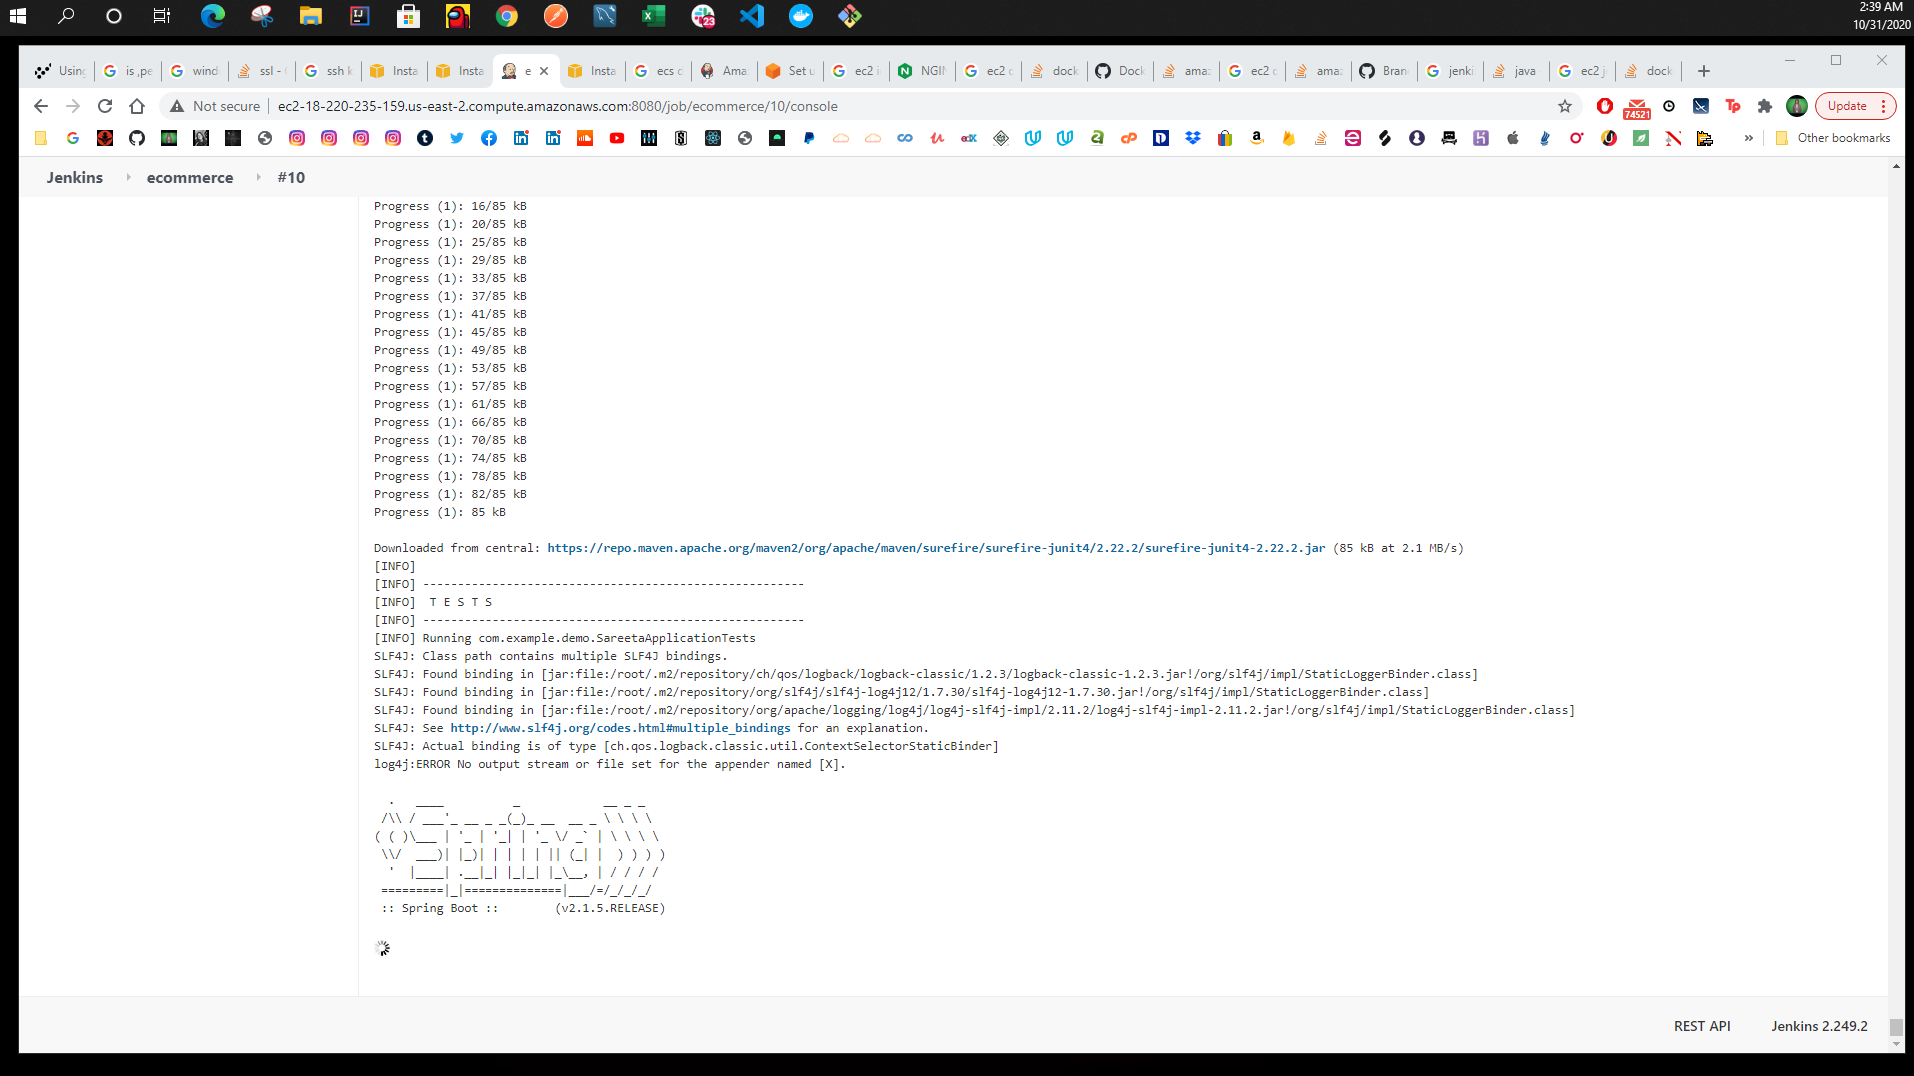 2:39 AM
10/31/2020
23
Using
is ,pe
wind
ssl -
ssh k
Insta
Insta
e
Insta
ecs c
Ama
Set u
ec2 i
NGIN
ec2 c
dock
Dock
amaz
ec2 c
amaz
Bran
jenki
java
ec2 j
dock
Not secure
ec2-18-220-235-159.us-east-2.compute.amazonaws.com:8080/job/ecommerce/10/console
74521
Tp
Update
Other bookmarks
Jenkins
ecommerce
#10
Progress (1): 16/85 kB
Progress (1): 20/85 kB
Progress (1): 25/85 kB
Progress (1): 29/85 kB
Progress (1): 33/85 kB
Progress (1): 37/85 kB
Progress (1): 41/85 kB
Progress (1): 45/85 kB
Progress (1): 49/85 kB
Progress (1): 53/85 kB
Progress (1): 57/85 kB
Progress (1): 61/85 kB
Progress (1): 66/85 kB
Progress (1): 70/85 kB
Progress (1): 74/85 kB
Progress (1): 78/85 kB
Progress (1): 82/85 kB
Progress (1): 85 kB
Downloaded from central: https://repo.maven.apache.org/maven2/org/apache/maven/surefire/surefire-junit4/2.22.2/surefire-junit4-2.22.2.jar (85 kB at 2.1 MB/s)
[INFO]
[INFO] -------------------------------------------------------
[INFO]  T E S T S
[INFO] -------------------------------------------------------
[INFO] Running com.example.demo.SareetaApplicationTests
SLF4J: Class path contains multiple SLF4J bindings.
SLF4J: Found binding in [jar:file:/root/.m2/repository/ch/qos/logback/logback-classic/1.2.3/logback-classic-1.2.3.jar!/org/slf4j/impl/StaticLoggerBinder.class]
SLF4J: Found binding in [jar:file:/root/.m2/repository/org/slf4j/slf4j-log4j12/1.7.30/slf4j-log4j12-1.7.30.jar!/org/slf4j/impl/StaticLoggerBinder.class]
SLF4J: Found binding in [jar:file:/root/.m2/repository/org/apache/logging/log4j/log4j-slf4j-impl/2.11.2/log4j-slf4j-impl-2.11.2.jar!/org/slf4j/impl/StaticLoggerBinder.class]
SLF4J: See http://www.slf4j.org/codes.html#multiple_bindings for an explanation.
SLF4J: Actual binding is of type [ch.qos.logback.classic.util.ContextSelectorStaticBinder]
log4j:ERROR No output stream or file set for the appender named [X].
  .   ____          _            __ _ _
 /\\ / ___'_ __ _ _(_)_ __  __ _ \ \ \ \
( ( )\___ | '_ | '_| | '_ \/ _` | \ \ \ \
 \\/  ___)| |_)| | | | | || (_| |  ) ) ) )
  '  |____| .__|_| |_|_| |_\__, | / / / /
 =========|_|==============|___/=/_/_/_/
 :: Spring Boot ::        (v2.1.5.RELEASE)
REST API
Jenkins 2.249.2